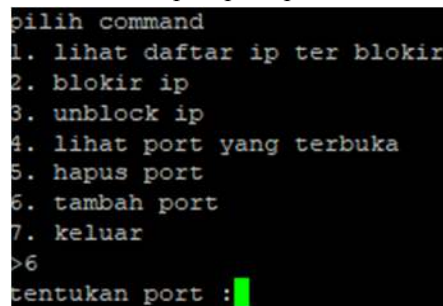 pilih command
1. lihat daftar ip ter blokir
2. blokir ip
3. unblock ip
4. lihat port yang terbuka
5. hapus port
6. tambah port
7. keluar
>6
tentukan port :